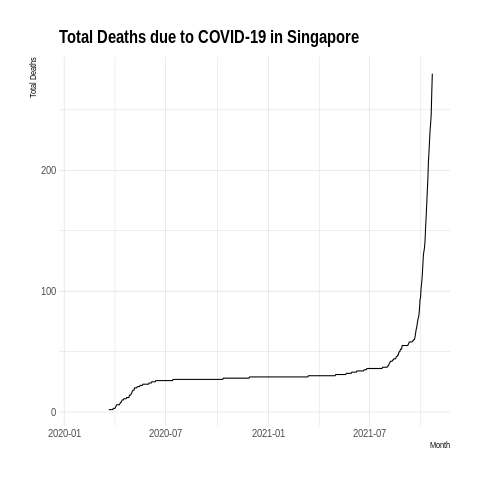 Total Deaths due to COVID-19 in Singapore
Total Deaths
200
100
0
2020-01 2020-07 2021-01 2021-07
Month